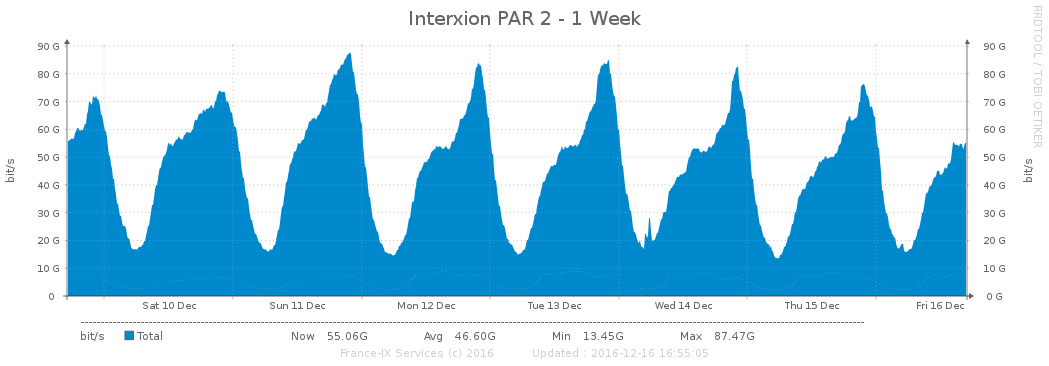 Interxion PAR 2 - 1 Week
RRDTOOL / TOBI OETIKER
bit/s
bit/s
90 G 90 G
80 G 80 G
70 G 70 G
60 G 60 G
50 G 50 G
40 G 40 G
30 G 30 G
20 G 20 G
10 G 10 G
0 0 G
Sat 10 Dec Sun 11 Dec Mon 12 Dec Tue 13 Dec Wed 14 Dec Thu 15 Dec Fri 16 Dec
bit/s Total Now 55.06G Avg 46.60G Min 13.45G Max 87.47G
France-IX Services (c) 2016 Updated : 2016-12-16 16:55:05